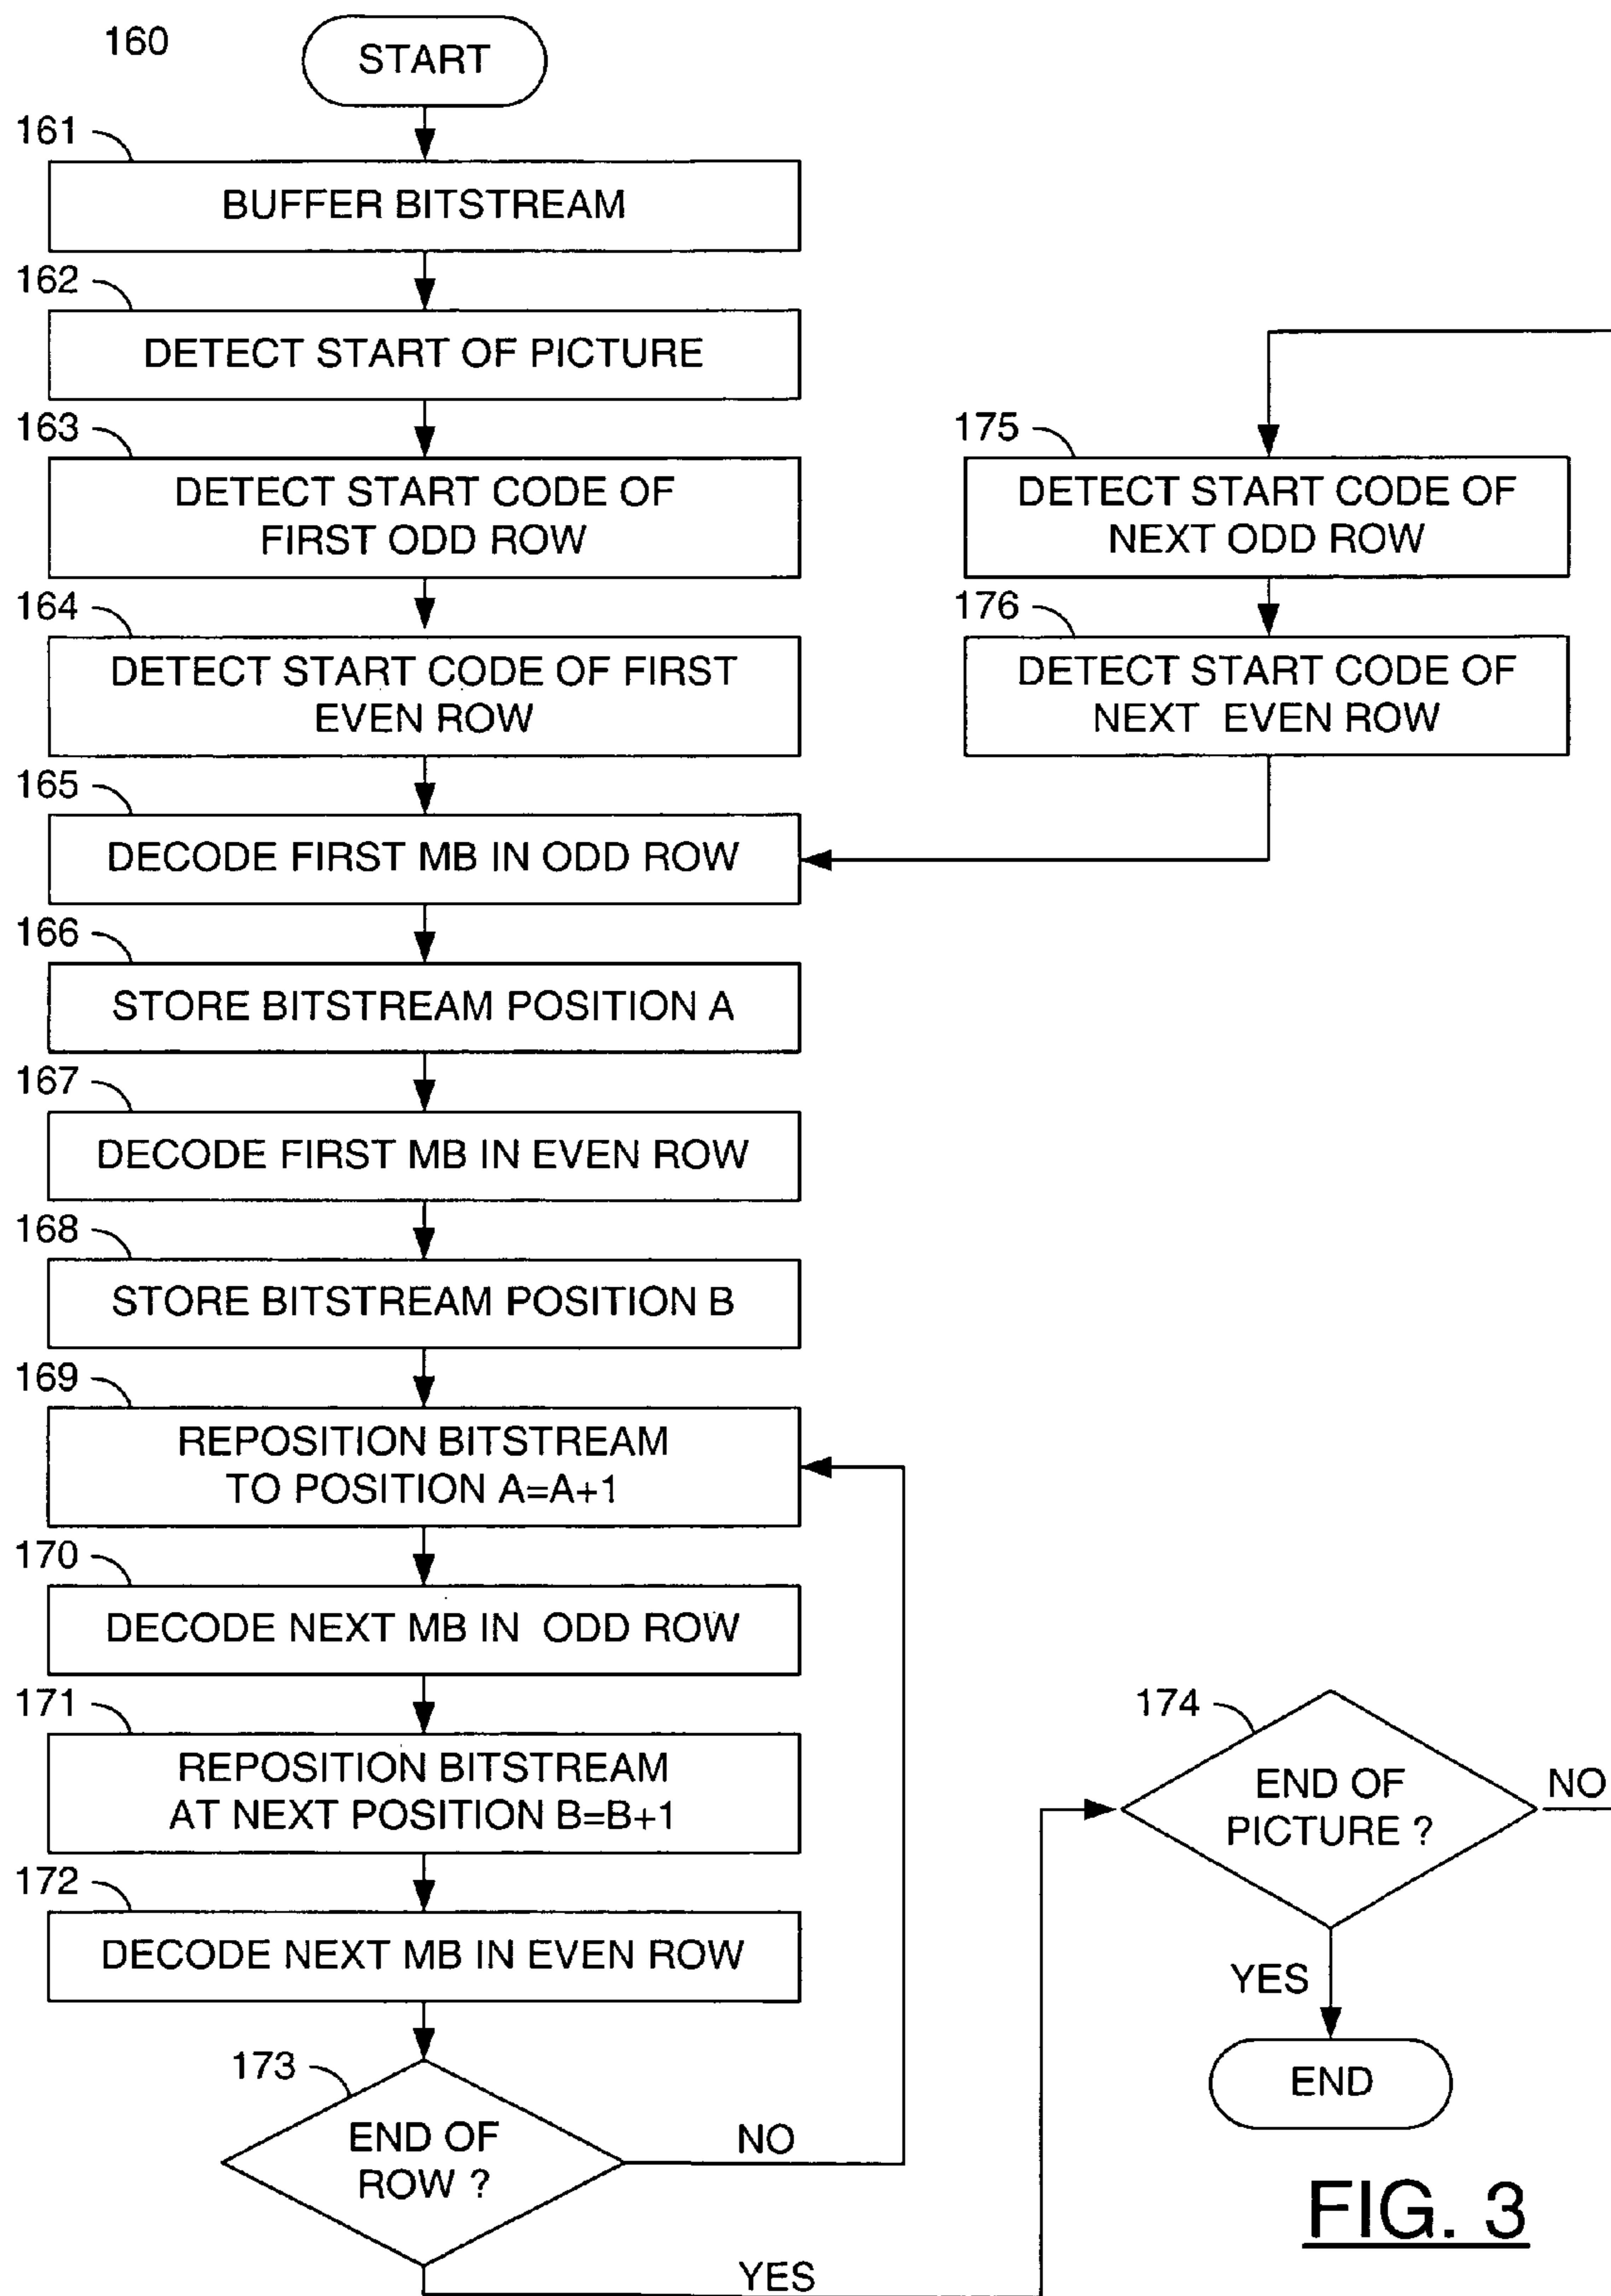 160
START
161
BUFFER BITSTREAM
162
DETECT START OF PICTURE
163
DETECT START CODE OF
FIRST ODD ROW
164
DETECT START CODE OF FIRST
EVEN ROW
165
DECODE FIRST MB IN ODD ROW
166
STORE BITSTREAM POSITION A
167
DECODE FIRST MB IN EVEN ROW
168
STORE BITSTREAM POSITION B
169
REPOSITION BITSTREAM
TO POSITION A=A+1
170
DECODE NEXT MB IN ODD ROW
171
REPOSITION BITSTREAM
AT NEXT POSITION B=B+1
172
DECODE NEXT MB IN EVEN ROW
173
END OF
ROW ?
NO
YES
174
END OF
PICTURE ?
NO
YES
END
175
DETECT START CODE OF
NEXT ODD ROW
176
DETECT START CODE OF
NEXT EVEN ROW
FIG. 3